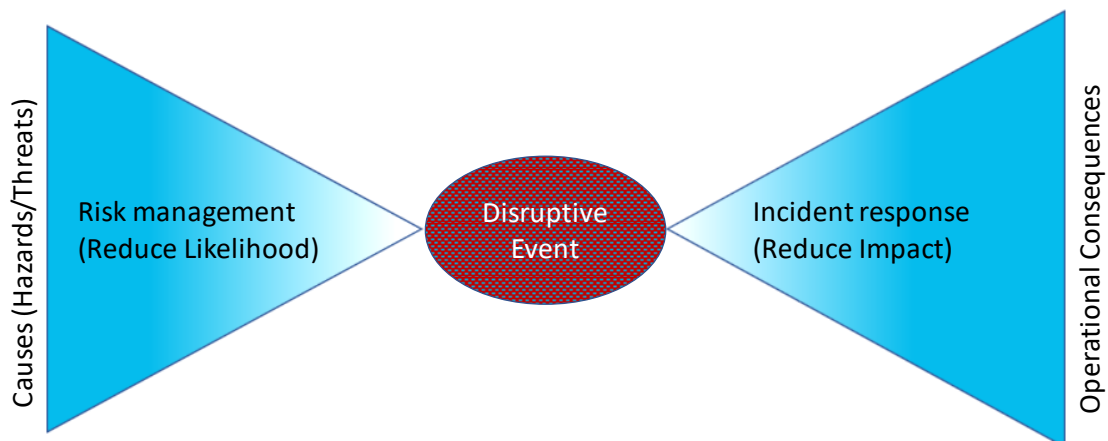 Causes (Hazards/Threats)
Risk management
(Reduce Likelihood)
Disruptive
Event
Incident response
(Reduce Impact)
Operational Consequences